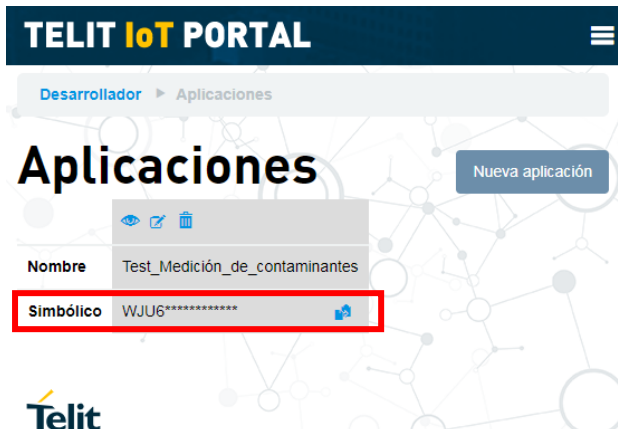 TELIT IoT PORTAL
Desarrollador Aplicaciones
Aplicaciones
Nueva aplicación
Nombre Test_Medición_de_contaminantes
Simbólico WJU6************
Telit